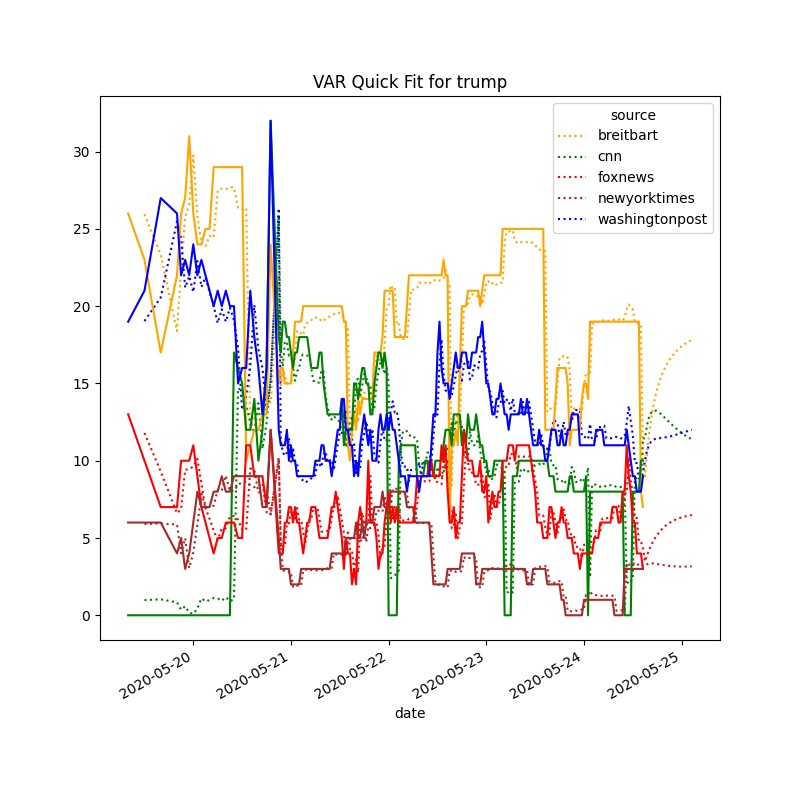 VAR Quick Fit for trump
source
breitbart
cnn
foxnews
newyorktimes
washingtonpost
30
25
20
15
10
5
0
2020-05-20
2020-05-21
2020-05-22
2020-05-23
2020-05-24
2020-05-25
date